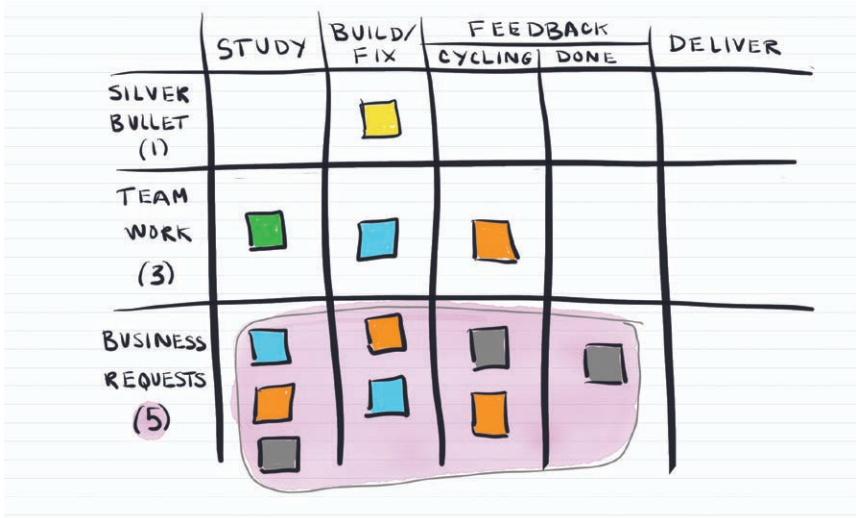 STUDY
BUILD/
FIX
FEEDBACK
CYCLING
DONE
DELIVER
SILVER
BULLET
(1)
TEAM
WORK
(3)
BUSINESS
REQUESTS
(5)